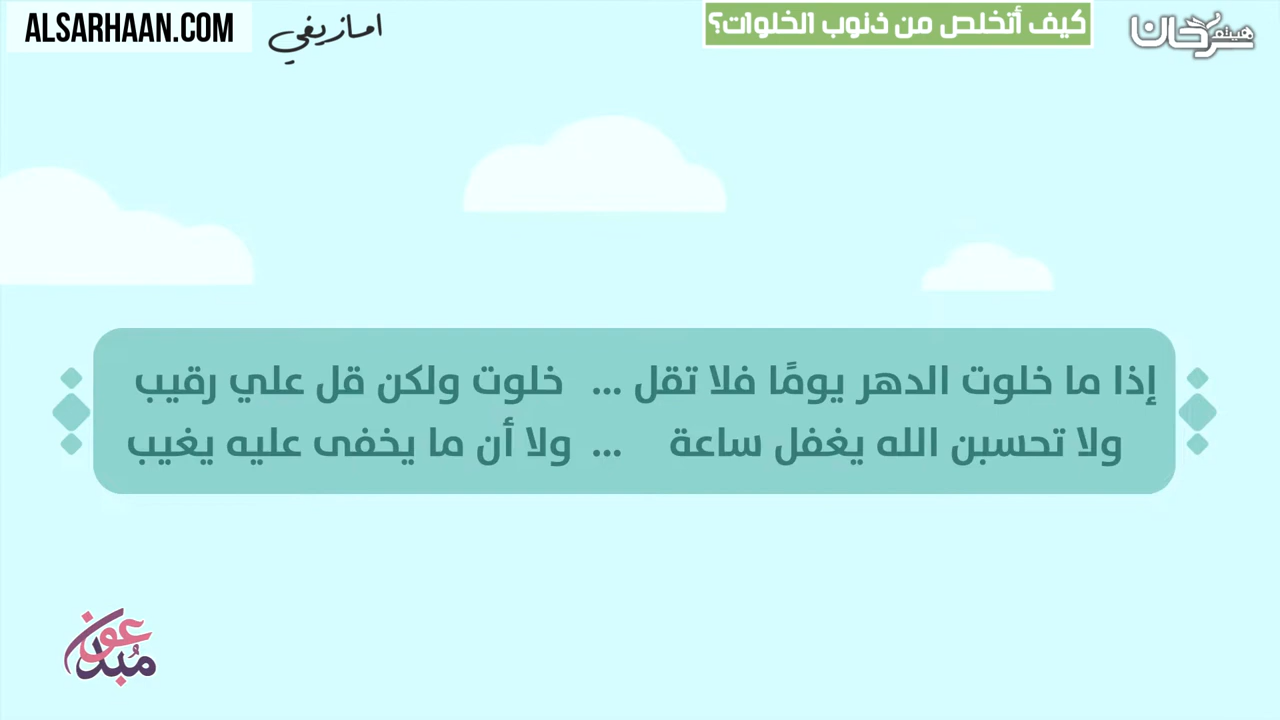 ALSARHAAN.COM
امازيغي
كيف أتخلص من ذنوب الخلوات؟
هيثم سرحان
إذا ما خلوت الدهر يومًا فلا تقل ... خلوت ولكن قل علي رقيب
ولا تحسبن الله يغفل ساعة ... ولا أن ما يخفى عليه يغيب
مُبدعون